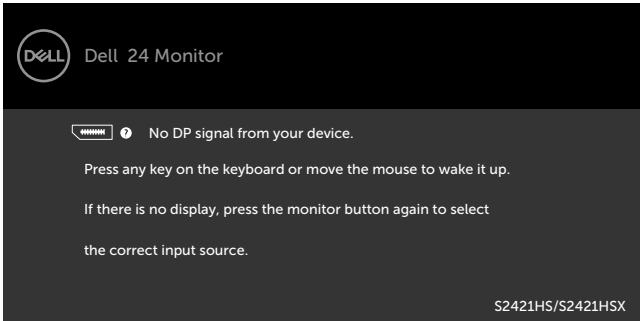 DELL
Dell 24 Monitor
? No DP signal from your device.
Press any key on the keyboard or move the mouse to wake it up.
If there is no display, press the monitor button again to select
the correct input source.
S2421HS/S2421HSX